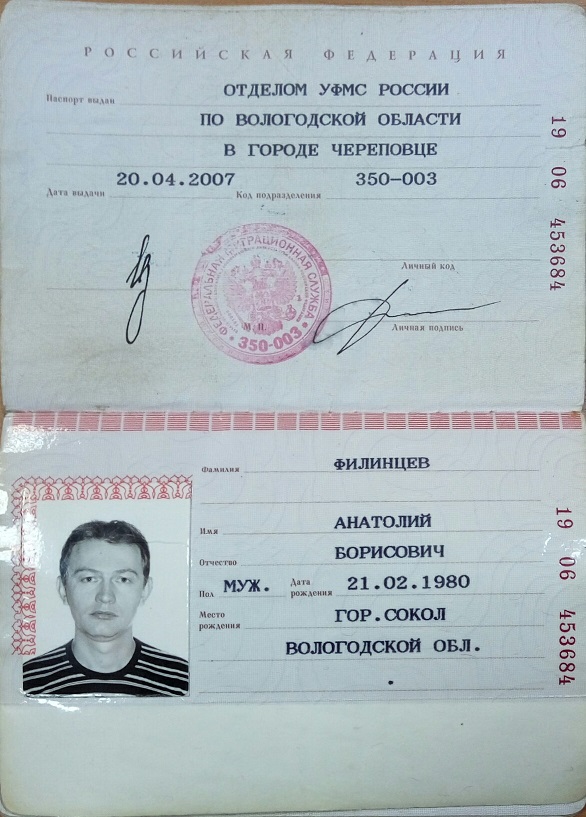 РОССИЙСКАЯ ФЕДЕРАЦИЯ
Паспорт выдан ОТДЕЛОМ УФМС РОССИИ
ПО ВОЛОГОДСКОЙ ОБЛАСТИ
В ГОРОДЕ ЧЕРЕПОВЦЕ
Дата выдачи 20.04.2007 Код подразделения 350-003
19 06 453684
Личный код
ФЕДЕРАЛЬНАЯ МИГРАЦИОННАЯ СЛУЖБА
М.П.
350-003
Личная подпись
Фамилия ФИЛИНЦЕВ
Имя АНАТОЛИЙ
Отчество БОРИСОВИЧ
Пол МУЖ. Дата рождения 21.02.1980
Место рождения ГОР.СОКОЛ
ВОЛОГОДСКОЙ ОБЛ.
.
19 06 453684